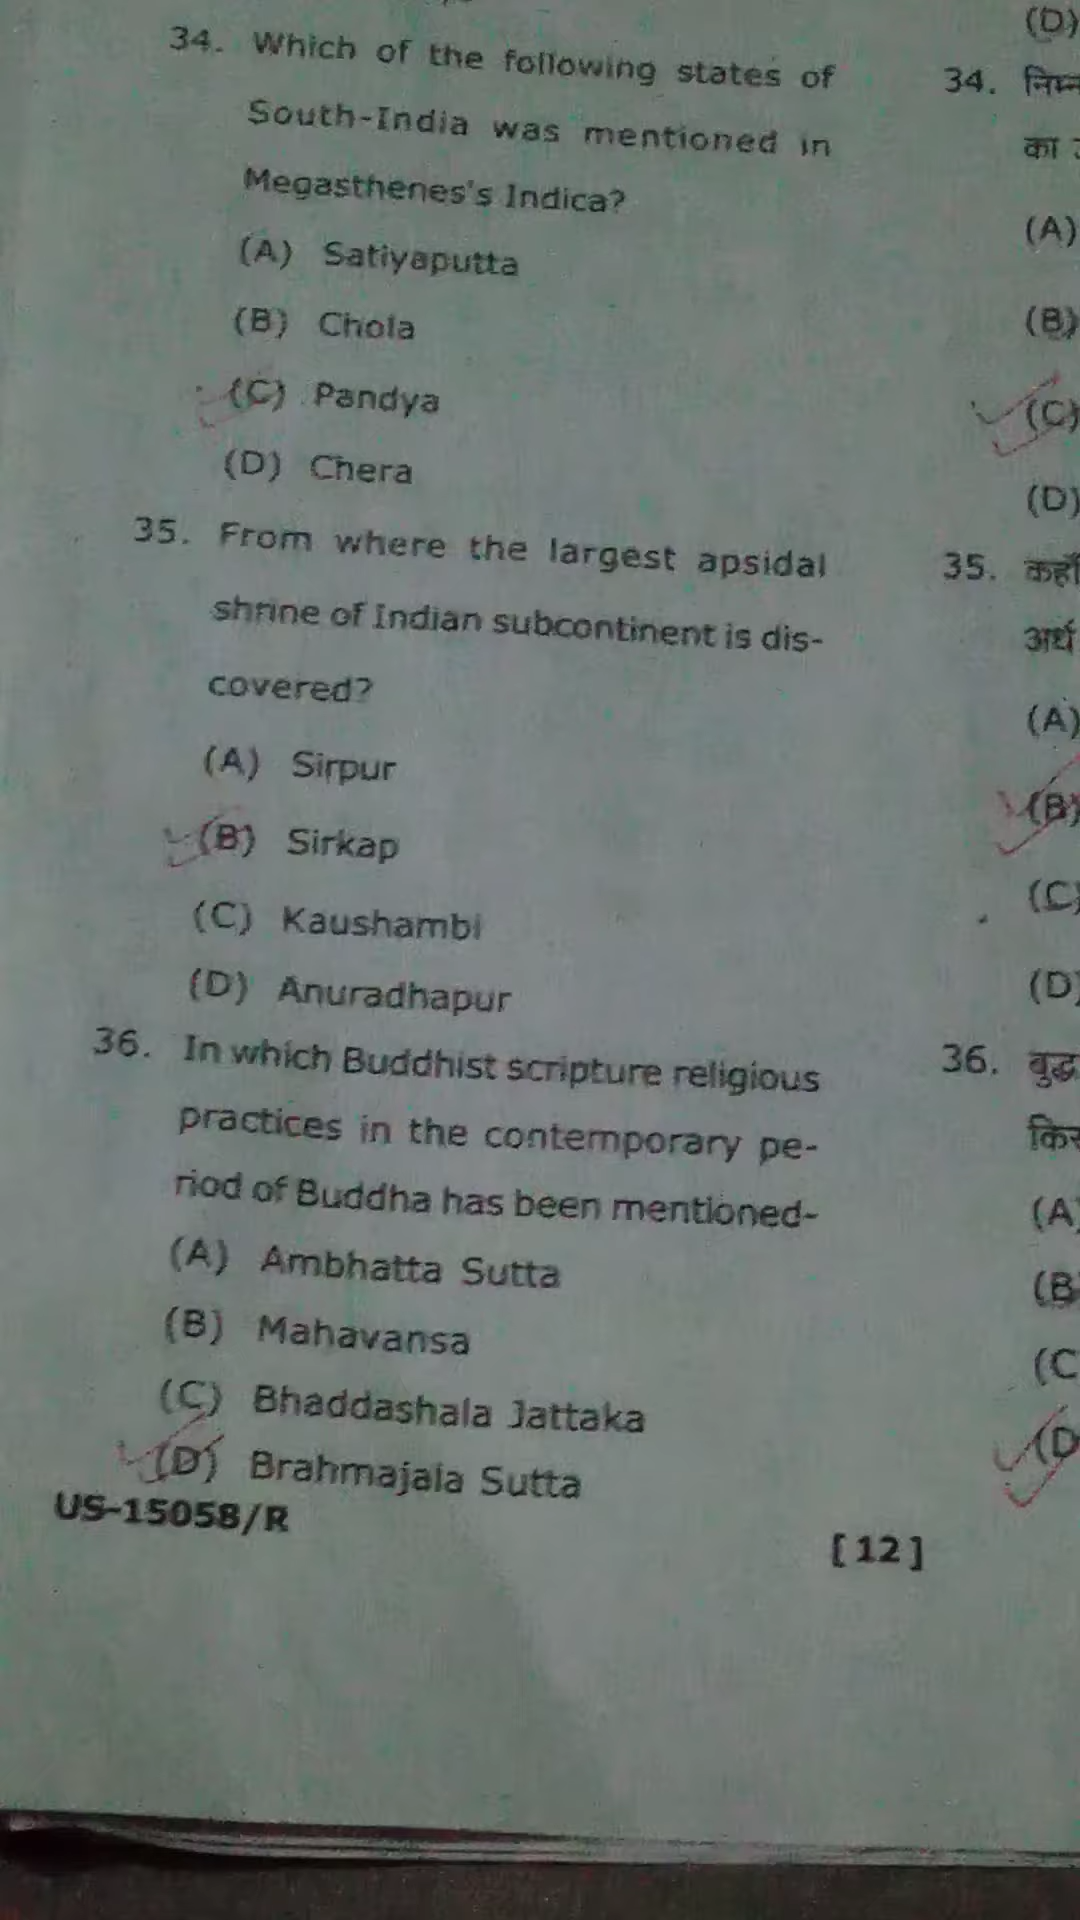 34. Which of the following states of
South-India was mentioned in
Megasthenes's Indica?
(A) Satiyaputta
(B) Chola
(C) Pandya
(D) Chera
35. From where the largest apsidal
shrine of Indian subcontinent is dis-
covered?
(A) Sirpur
(B) Sirkap
(C) Kaushambi
(D) Anuradhapur
36. In which Buddhist scripture religious
practices in the contemporary pe-
riod of Buddha has been mentioned-
(A) Ambhatta Sutta
(B) Mahavansa
(C) Bhaddashala Jattaka
(D) Brahmajala Sutta
US-15058/R
[12]
(D)
34.
का
(A)
(B)
(C)
(D)
35. कहाँ
अर्ध
(A)
(B)
(C)
(D)
36. बुद्ध
(A)
(B
(C
(D